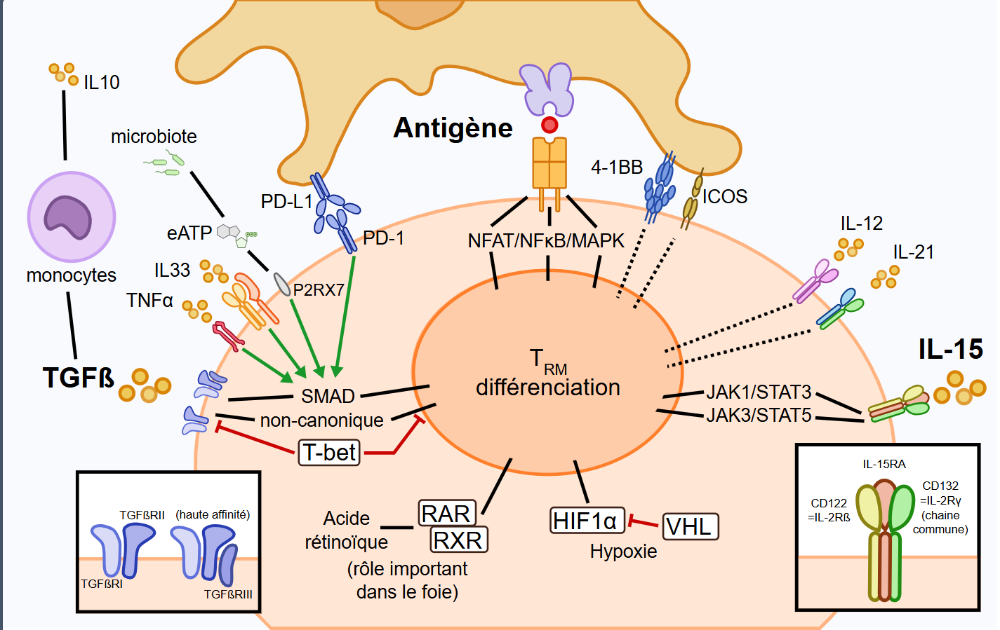 IL10
microbiote
Antigène
4-1BB
ICOS
PD-L1
eATP
PD-1
NFAT/NFκB/MAPK
IL-12
IL-21
monocytes
IL33
P2RX7
TNFα
TGFß
T
RM
différenciation
IL-15
SMAD
non-canonique
JAK1/STAT3
JAK3/STAT5
T-bet
TGFßRII
(haute affinité)
TGFßRI
TGFßRIII
Acide
rétinoïque
RAR
RXR
(rôle important
dans le foie)
HIF1α
VHL
Hypoxie
IL-15RA
CD122
=IL-2Rß
CD132
=IL-2Rγ
(chaine
commune)